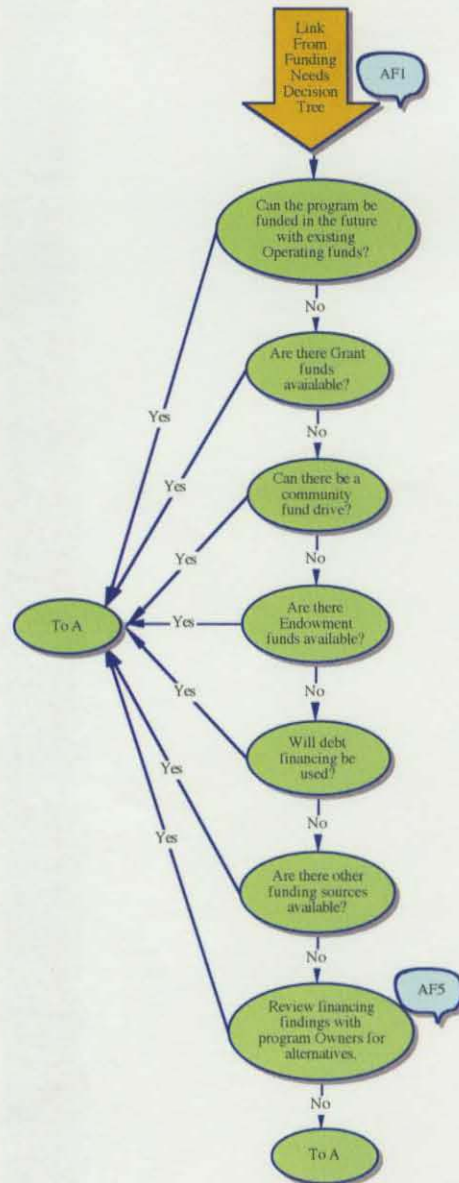 Link
From
Funding
Needs
Decision
Tree
AF1
Can the program be
funded in the future
with existing
Operating funds?
No
Are there Grant
funds
avaialable?
Yes
Yes
No
Can there be a
community
fund drive?
Yes
No
To A
Yes
Are there
Endowment
funds available?
Yes
No
Will debt
financing be
used?
Yes
No
Yes
Are there other
funding sources
available?
No
AF5
Review financing
findings with
program Owners for
alternatives.
No
To A